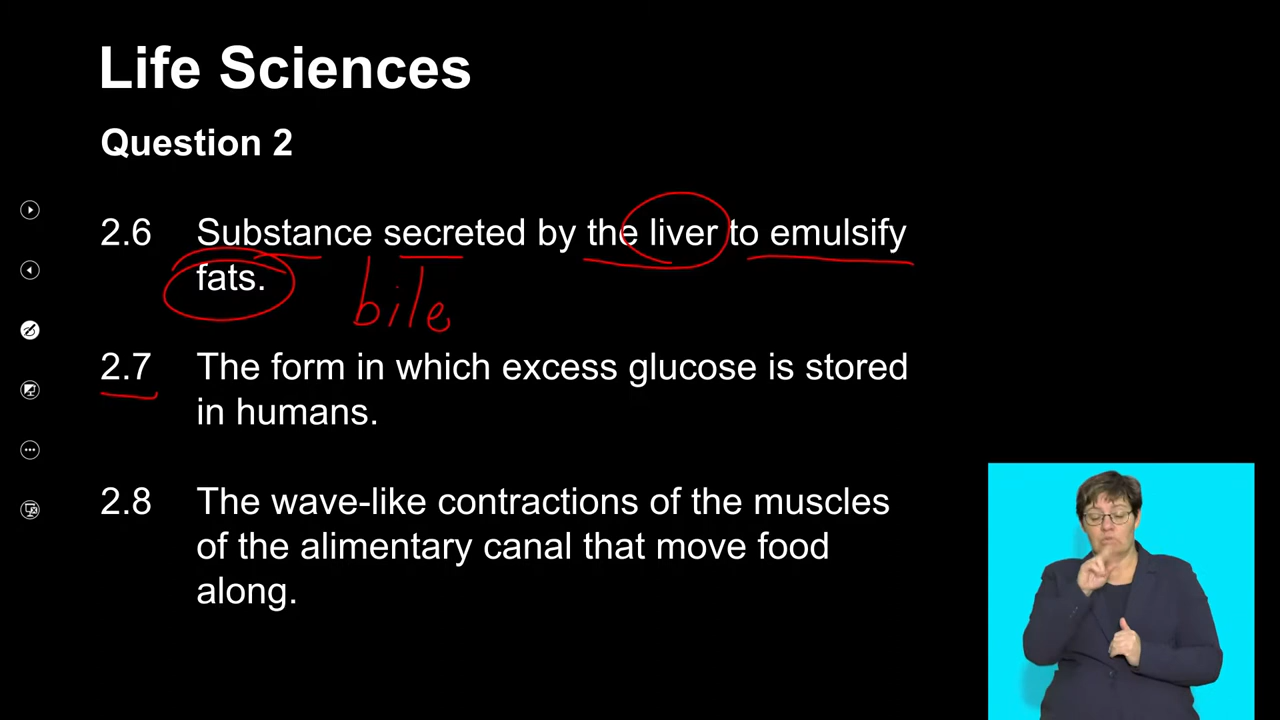 Life Sciences
Question 2
2.6 Substance secreted by the liver to emulsify
fats.
bile
2.7 The form in which excess glucose is stored
in humans.
2.8 The wave-like contractions of the muscles
of the alimentary canal that move food
along.